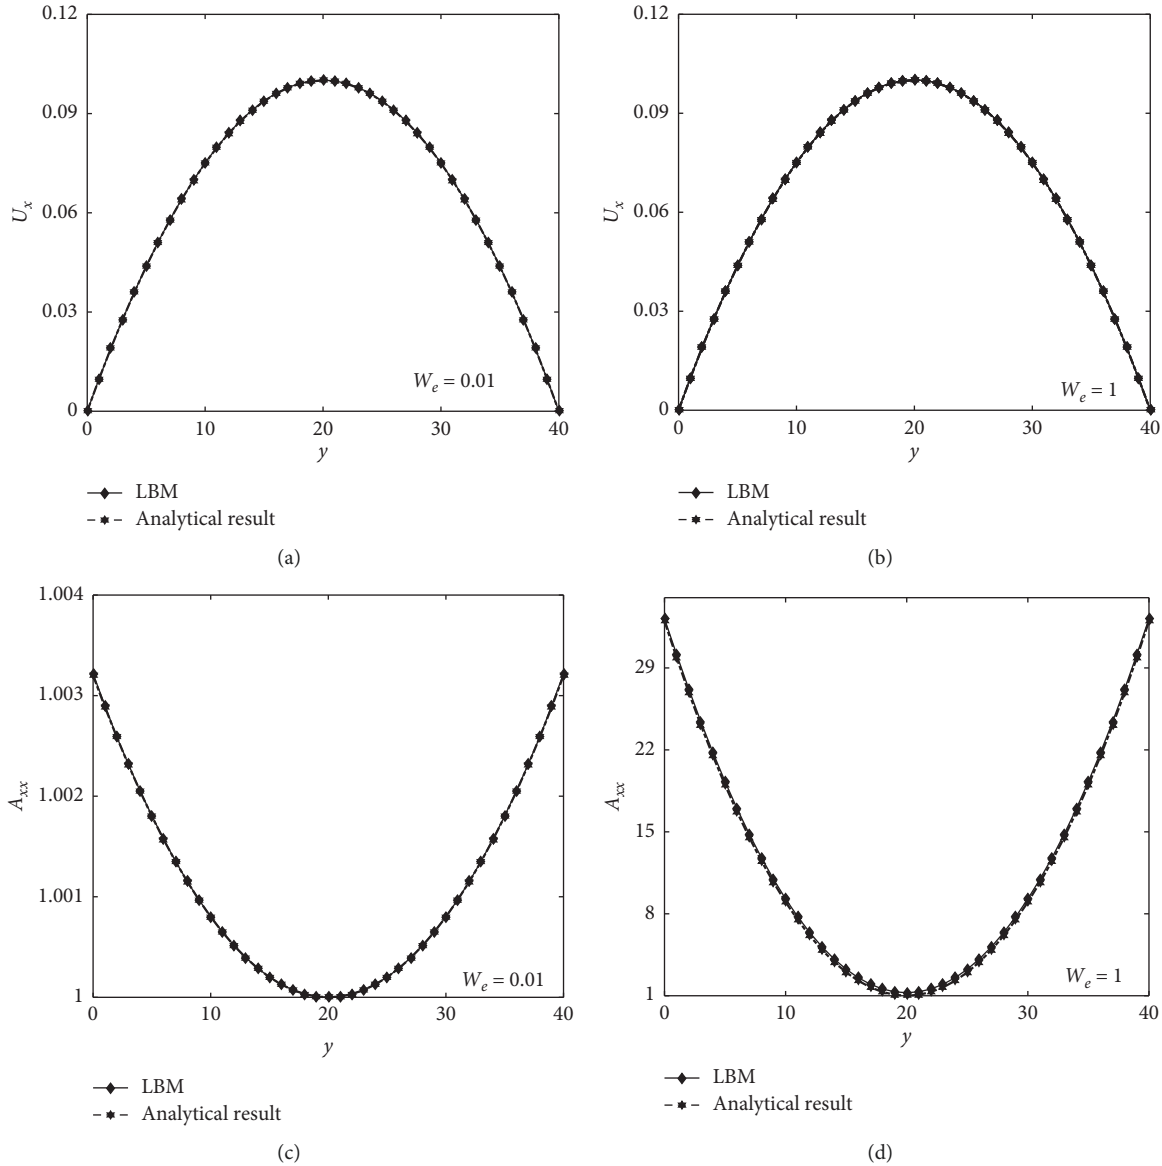 0.12
0.09
0.06
0.03
0
U_x
0 10 20 30 40
y
W_e = 0.01
LBM
Analytical result
(a)
0.12
0.09
0.06
0.03
0
U_x
0 10 20 30 40
y
W_e = 1
LBM
Analytical result
(b)
1.004
1.003
1.002
1.001
1
A_xx
0 10 20 30 40
y
W_e = 0.01
LBM
Analytical result
(c)
29
22
15
8
1
A_xx
0 10 20 30 40
y
W_e = 1
LBM
Analytical result
(d)